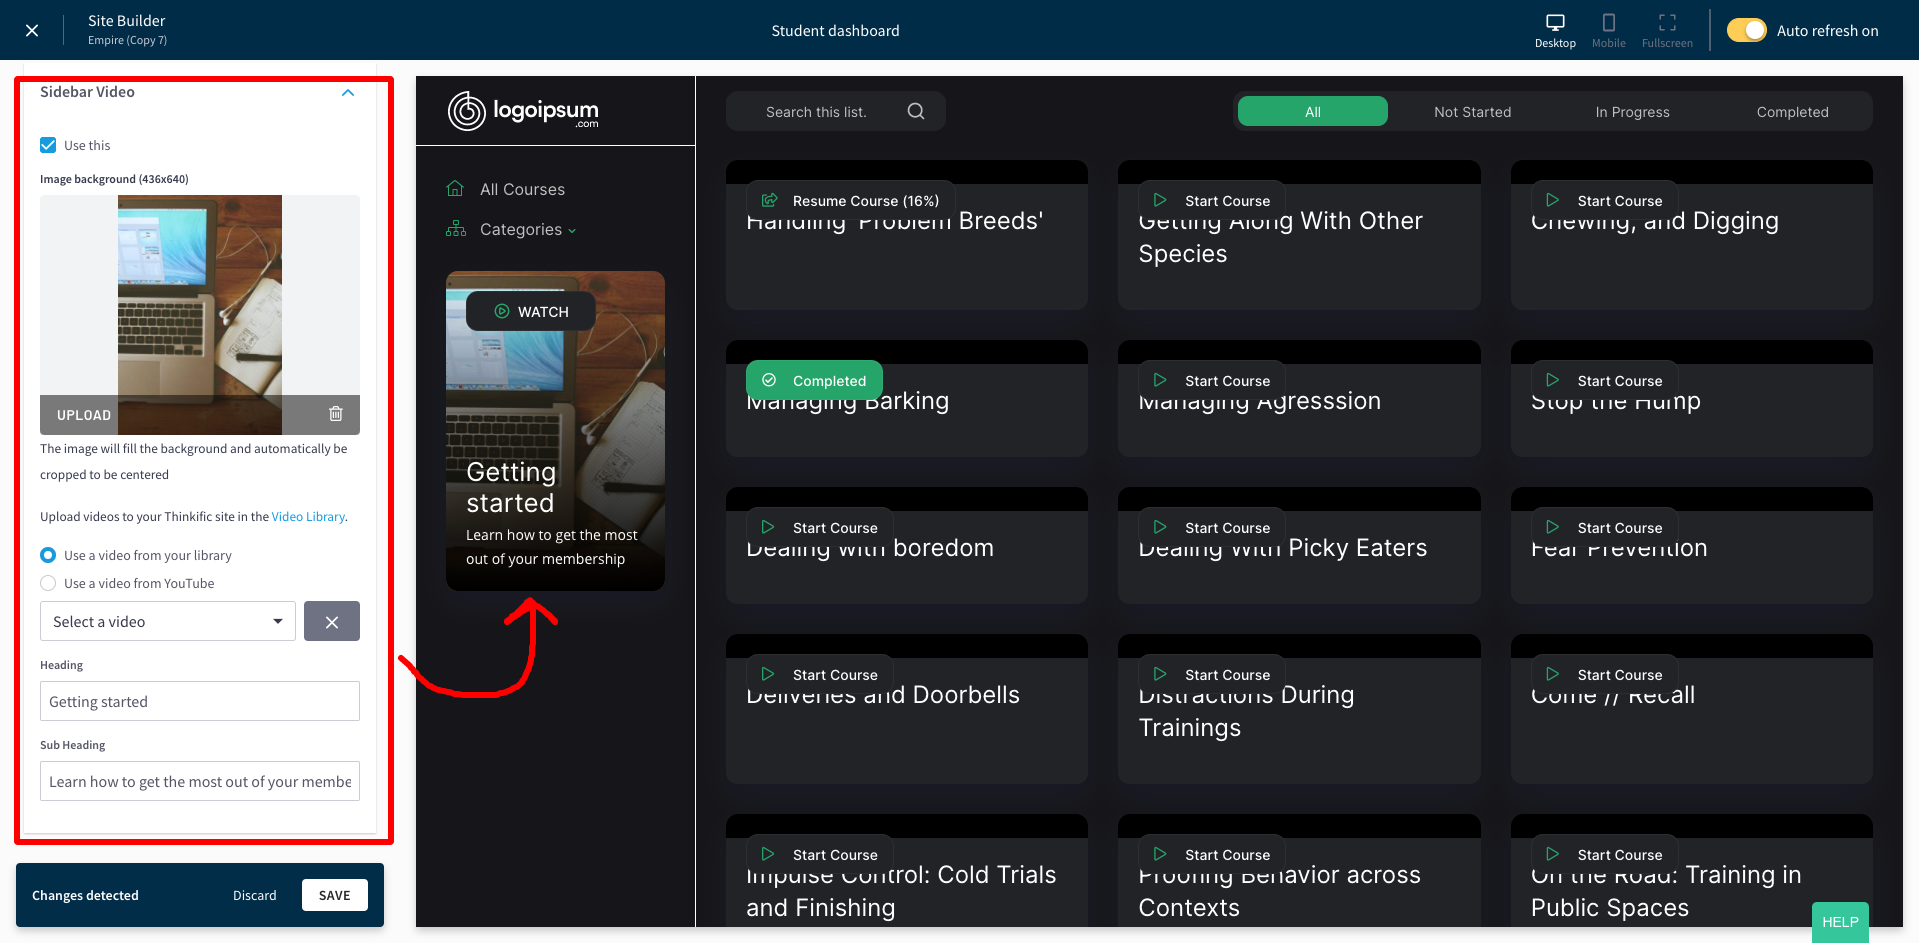 Site Builder
Empire (Copy 7)
Student dashboard
Desktop
Mobile
Fullscreen
Auto refresh on
Sidebar Video
Use this
Image background (436x640)
UPLOAD
The image will fill the background and automatically be
cropped to be centered
Upload videos to your Thinkific site in the Video Library.
Use a video from your library
Use a video from YouTube
Select a video
Heading
Getting started
Sub Heading
Learn how to get the most out of your membe
Changes detected
Discard
SAVE
logoipsum
.com
All Courses
Categories
WATCH
Getting
started
Learn how to get the most
out of your membership
Search this list.
All
Not Started
In Progress
Completed
Resume Course (16%)
Handling 'Problem Breeds'
Start Course
Getting Along With Other
Species
Start Course
Chewing, and Digging
Completed
Managing Barking
Start Course
Managing Agresssion
Start Course
Stop the Hump
Start Course
Dealing with boredom
Start Course
Dealing With Picky Eaters
Start Course
Fear Prevention
Start Course
Deliveries and Doorbells
Start Course
Distractions During
Trainings
Start Course
Come // Recall
Start Course
Impulse Control: Cold Trials
and Finishing
Start Course
Proofing Behavior across
Contexts
Start Course
On the Road: Training in
Public Spaces
HELP